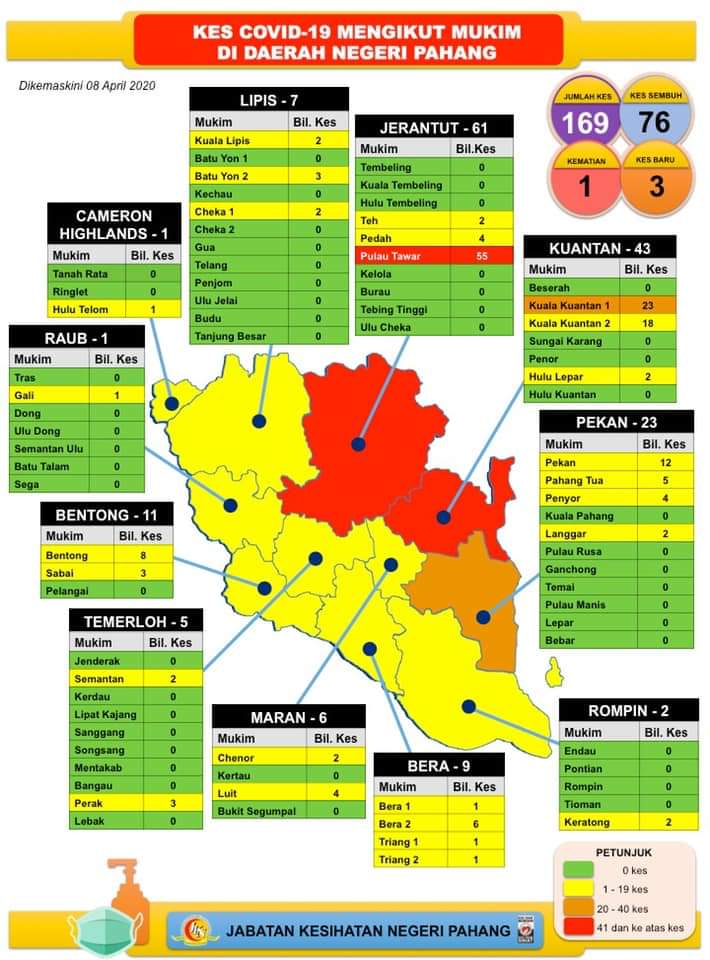 KES COVID-19 MENGIKUT MUKIM
DI DAERAH NEGERI PAHANG
Dikemaskini 08 April 2020
JUMLAH KES
169
KES SEMBUH
76
KEMATIAN
1
KES BARU
3
LIPIS - 7
Mukim Bil. Kes
Kuala Lipis 2
Batu Yon 1 0
Batu Yon 2 3
Kechau 0
Cheka 1 2
Cheka 2 0
Gua 0
Telang 0
Penjom 0
Ulu Jelai 0
Budu 0
Tanjung Besar 0
JERANTUT - 61
Mukim Bil.Kes
Tembeling 0
Kuala Tembeling 0
Hulu Tembeling 0
Teh 2
Pedah 4
Pulau Tawar 55
Kelola 0
Burau 0
Tebing Tinggi 0
Ulu Cheka 0
CAMERON
HIGHLANDS - 1
Mukim Bil. Kes
Tanah Rata 0
Ringlet 0
Hulu Telom 1
KUANTAN - 43
Mukim Bil. Kes
Beserah 0
Kuala Kuantan 1 23
Kuala Kuantan 2 18
Sungai Karang 0
Penor 0
Hulu Lepar 2
Hulu Kuantan 0
RAUB - 1
Mukim Bil. Kes
Tras 0
Gali 1
Dong 0
Ulu Dong 0
Semantan Ulu 0
Batu Talam 0
Sega 0
PEKAN - 23
Mukim Bil. Kes
Pekan 12
Pahang Tua 5
Penyor 4
Kuala Pahang 0
Langgar 2
Pulau Rusa 0
Ganchong 0
Temai 0
Pulau Manis 0
Lepar 0
Bebar 0
BENTONG - 11
Mukim Bil. Kes
Bentong 8
Sabai 3
Pelangai 0
TEMERLOH - 5
Mukim Bil. Kes
Jenderak 0
Semantan 2
Kerdau 0
Lipat Kajang 0
Sanggang 0
Songsang 0
Mentakab 0
Bangau 0
Perak 3
Lebak 0
MARAN - 6
Mukim Bil. Kes
Chenor 2
Kertau 0
Luit 4
Bukit Segumpal 0
BERA - 9
Mukim Bil. Kes
Bera 1 1
Bera 2 6
Triang 1 1
Triang 2 1
ROMPIN - 2
Mukim Bil. Kes
Endau 0
Pontian 0
Rompin 0
Tioman 0
Keratong 2
PETUNJUK
0 kes
1 - 19 kes
20 - 40 kes
41 dan ke atas kes
JABATAN KESIHATAN NEGERI PAHANG